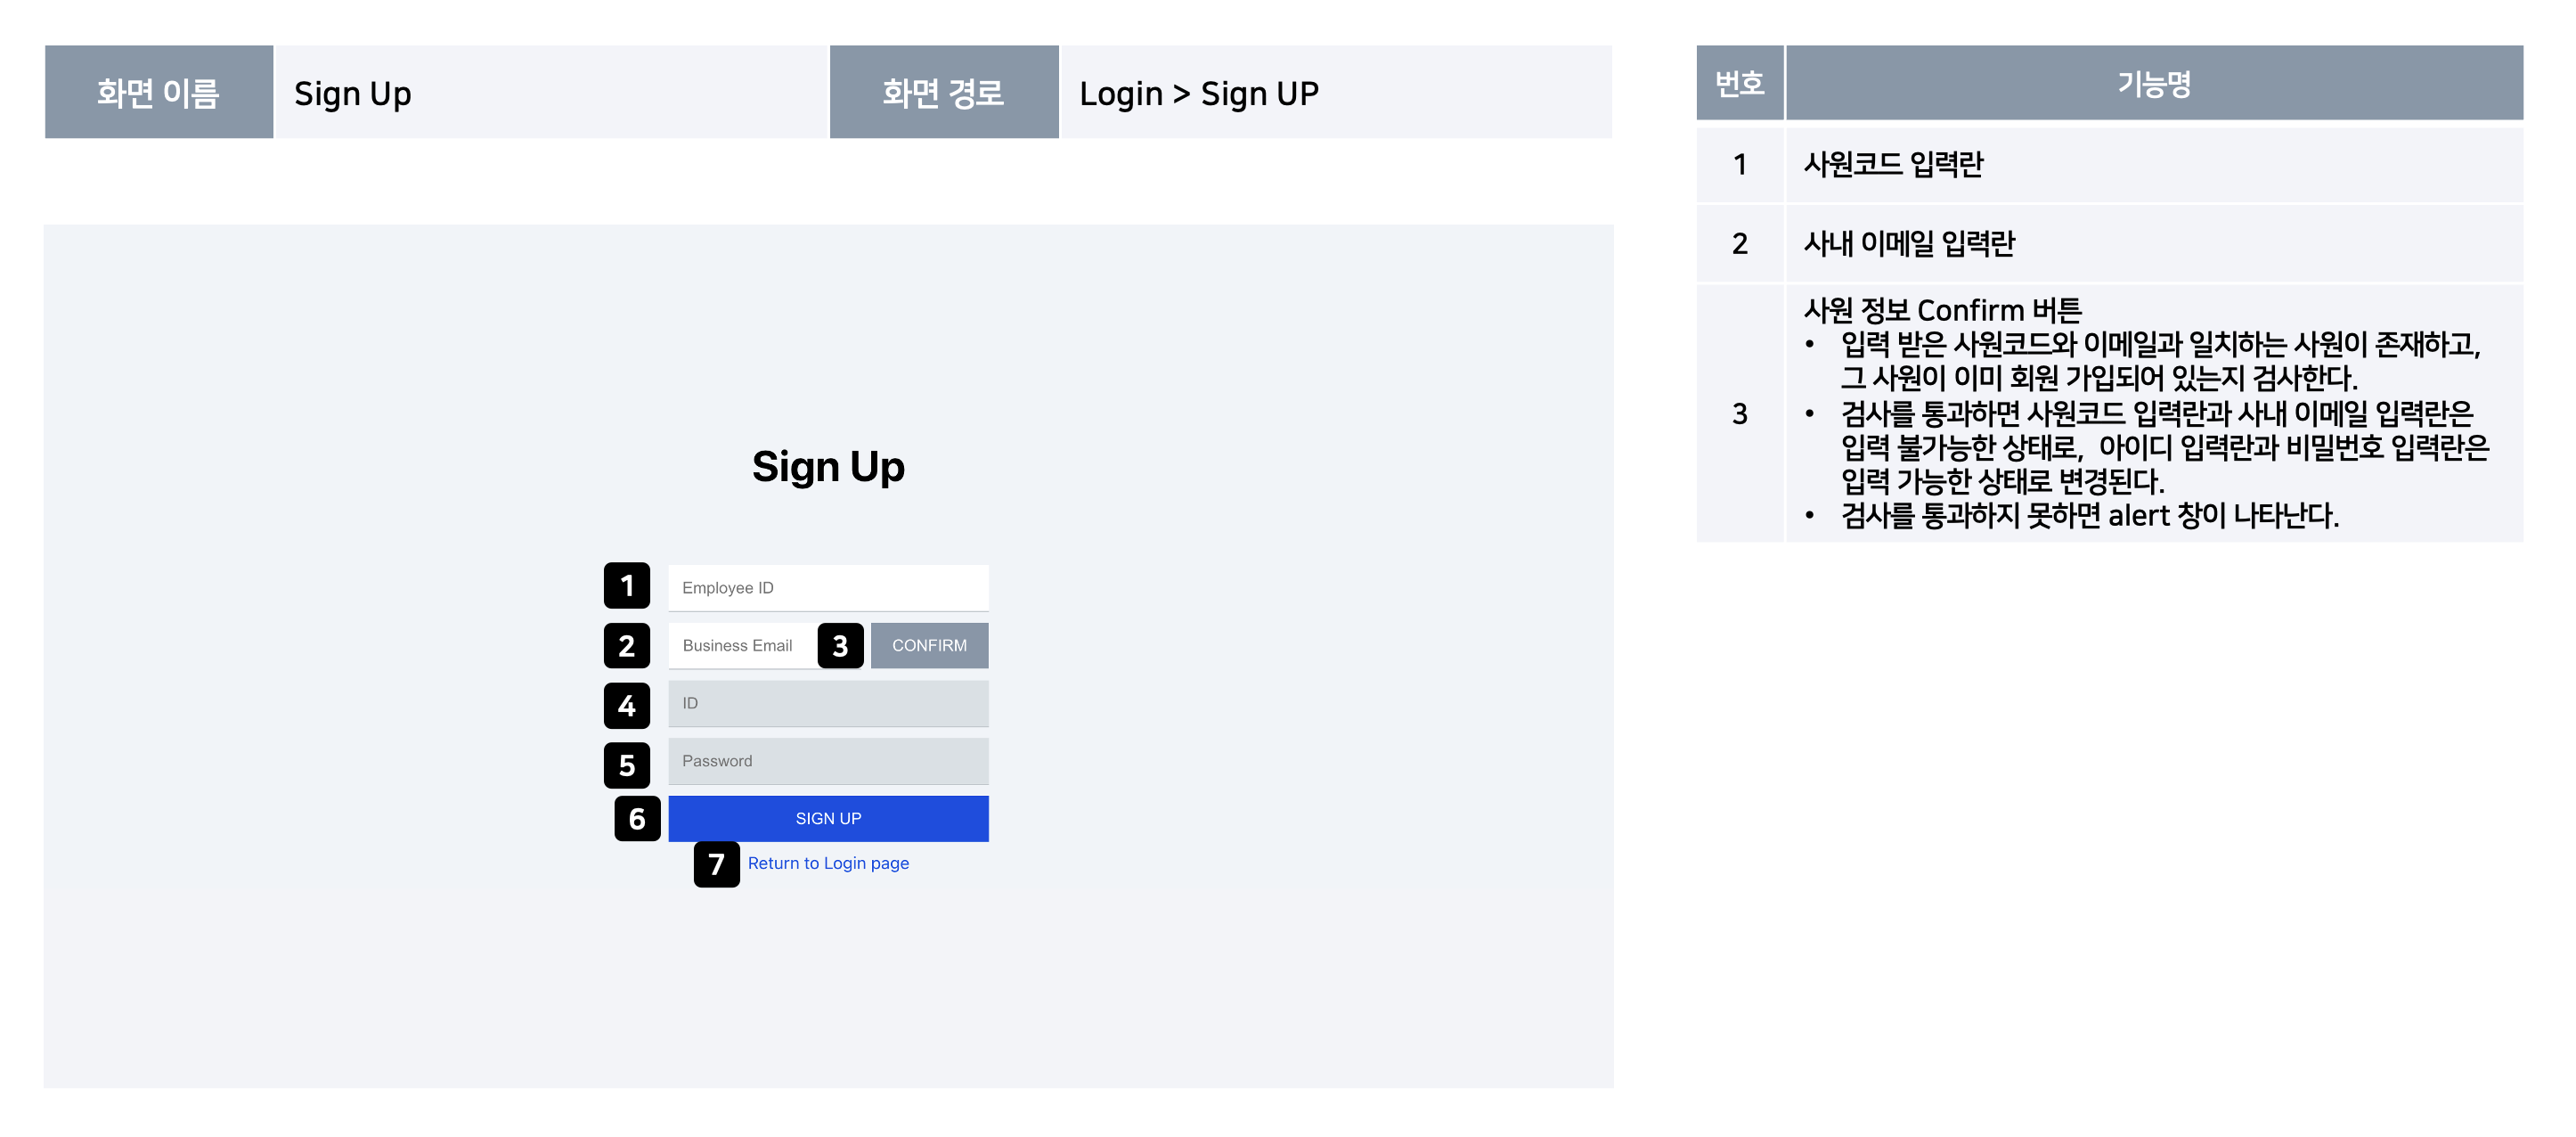 화면 이름
Sign Up
화면 경로
Login > Sign UP
Sign Up
1
Employee ID
2
Business Email
3
CONFIRM
4
ID
5
Password
6
SIGN UP
7
Return to Login page
번호
기능명
1
사원코드 입력란
2
사내 이메일 입력란
3
사원 정보 Confirm 버튼
• 입력 받은 사원코드와 이메일과 일치하는 사원이 존재하고,
그 사원이 이미 회원 가입되어 있는지 검사한다.
• 검사를 통과하면 사원코드 입력란과 사내 이메일 입력란은
입력 불가능한 상태로, 아이디 입력란과 비밀번호 입력란은
입력 가능한 상태로 변경된다.
• 검사를 통과하지 못하면 alert 창이 나타난다.